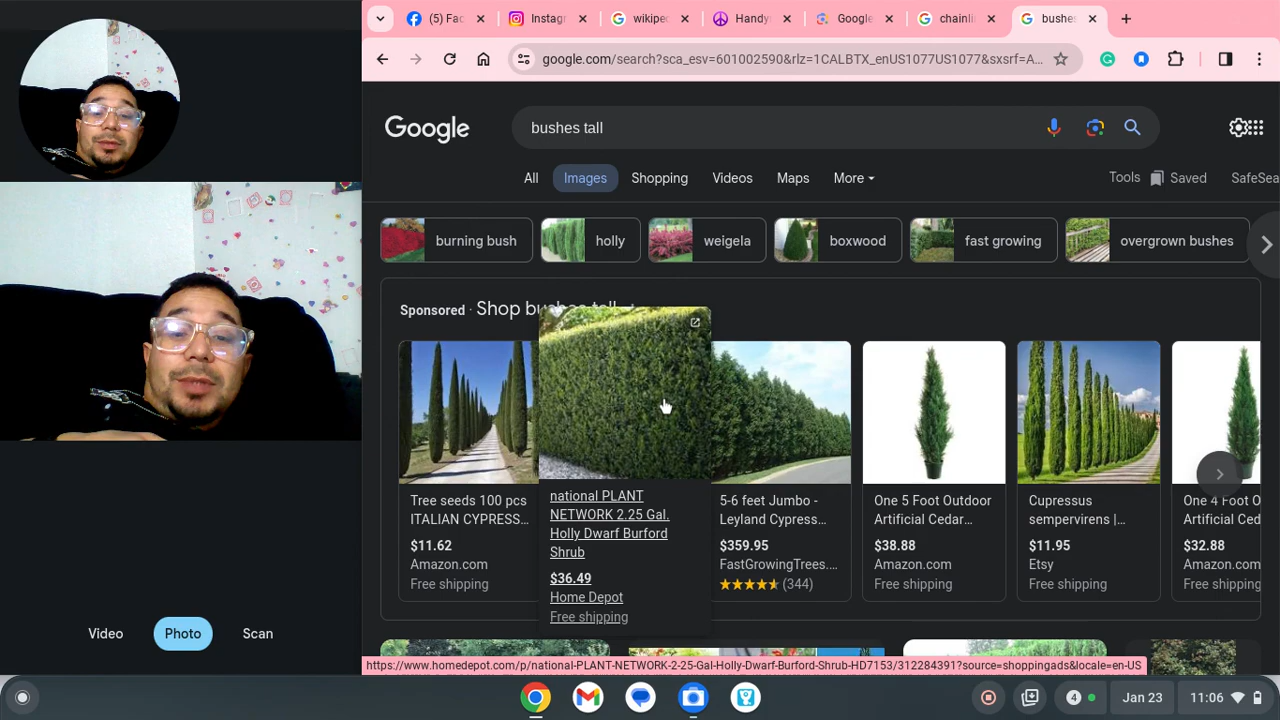 (5) Fac
Instagr
wikipe
Handy
Google
chainli
bushe
google.com/search?sca_esv=601002590&rlz=1CALBTX_enUS1077US1077&sxsrf=A...
Google
bushes tall
All
Images
Shopping
Videos
Maps
More
Tools
Saved
SafeSea
burning bush
holly
weigela
boxwood
fast growing
overgrown bushes
Sponsored · Shop bushes tall
Tree seeds 100 pcs
ITALIAN CYPRESS...
$11.62
Amazon.com
Free shipping
national PLANT
NETWORK 2.25 Gal.
Holly Dwarf Burford
Shrub
$36.49
Home Depot
Free shipping
5-6 feet Jumbo -
Leyland Cypress...
$359.95
FastGrowingTrees....
(344)
One 5 Foot Outdoor
Artificial Cedar...
$38.88
Amazon.com
Free shipping
Cupressus
sempervirens |...
$11.95
Etsy
Free shipping
One 4 Foot O
Artificial Ced
$32.88
Amazon.com
Free shipping
Video
Photo
Scan
https://www.homedepot.com/p/national-PLANT-NETWORK-2-25-Gal-Holly-Dwarf-Burford-Shrub-HD7153/312284391?source=shoppingads&locale=en-US
4
Jan 23
11:06